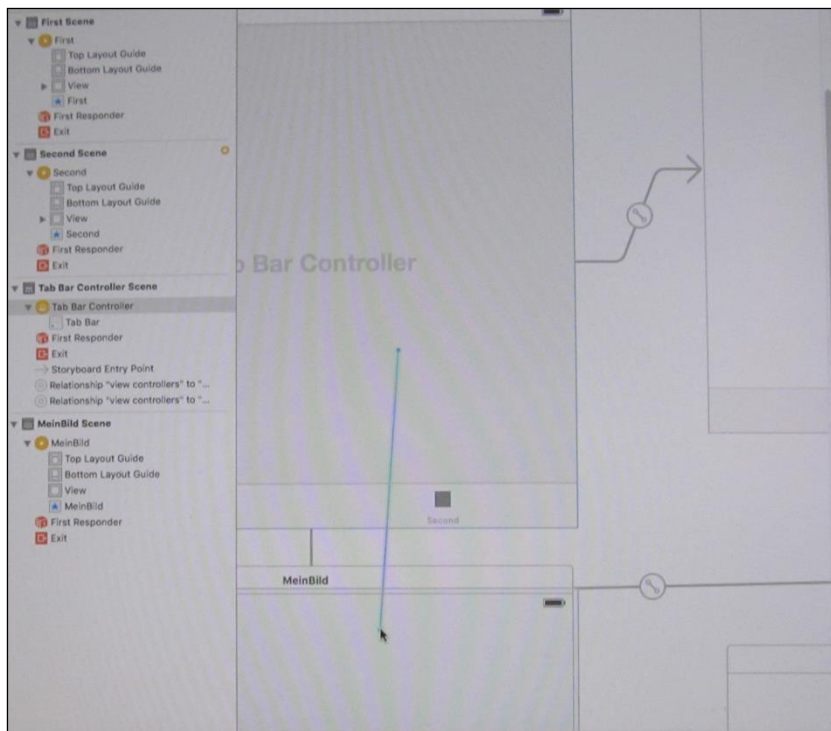 First Scene
First
Top Layout Guide
Bottom Layout Guide
View
First
First Responder
Exit
Second Scene
Second
Top Layout Guide
Bottom Layout Guide
View
Second
First Responder
Exit
Tab Bar Controller Scene
Tab Bar Controller
Tab Bar
First Responder
Exit
Storyboard Entry Point
Relationship "view controllers" to "...
Relationship "view controllers" to "...
MeinBild Scene
MeinBild
Top Layout Guide
Bottom Layout Guide
View
MeinBild
First Responder
Exit
b Bar Controller
Second
MeinBild